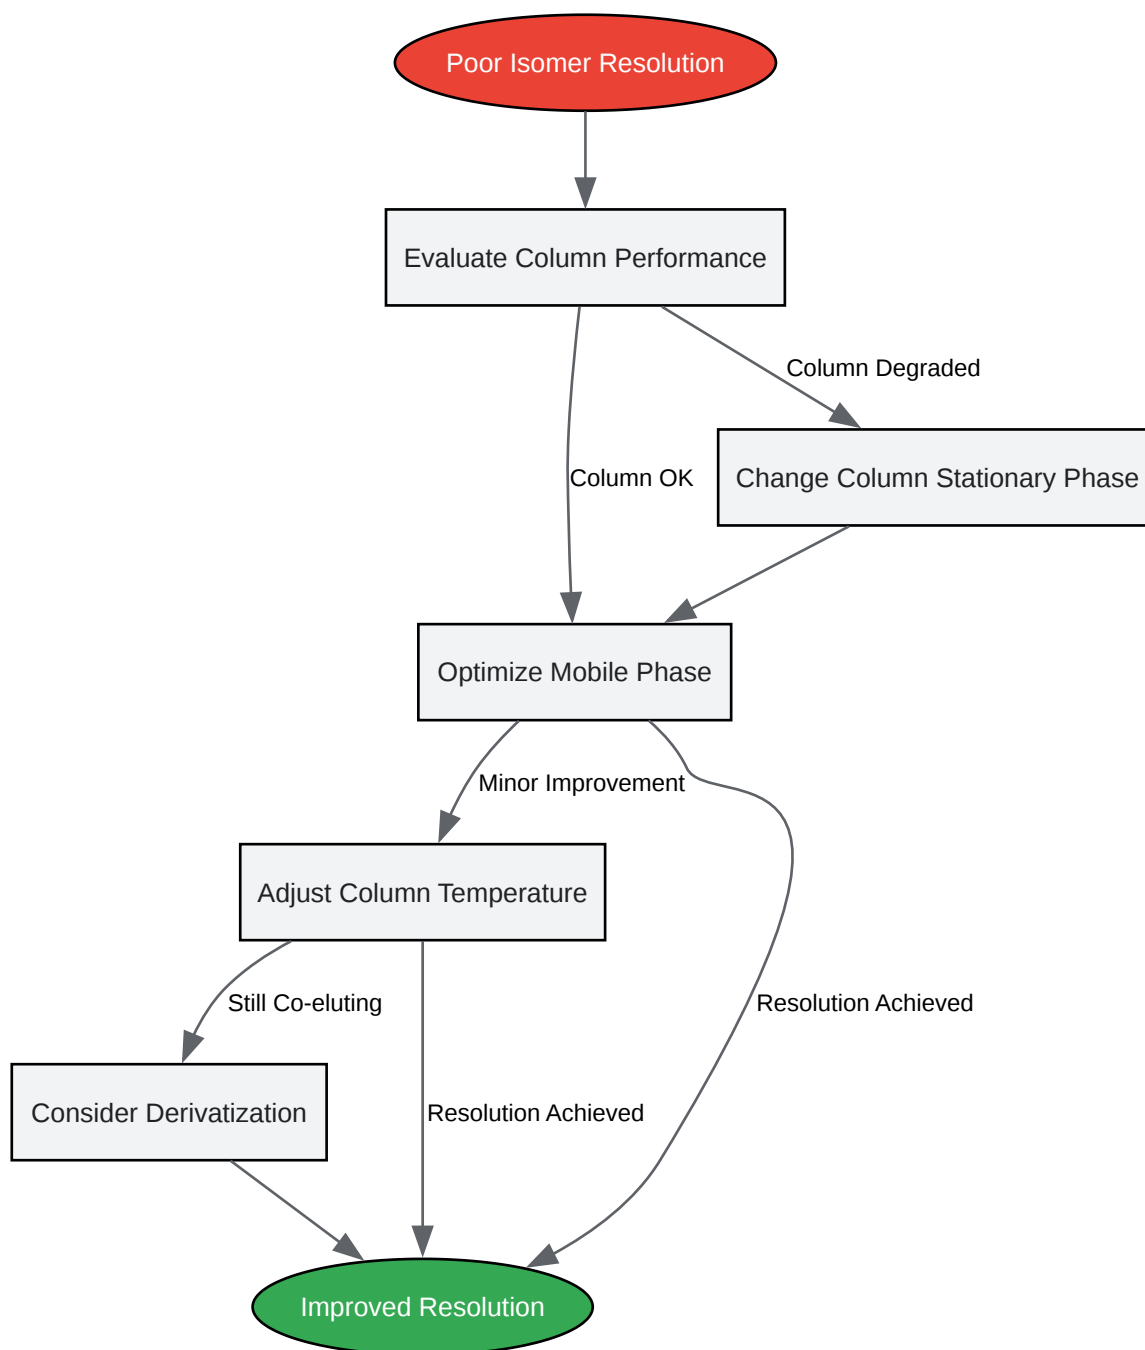 Poor Isomer Resolution
Evaluate Column Performance
Column Degraded
Column OK
Change Column Stationary Phase
Optimize Mobile Phase
Minor Improvement
Adjust Column Temperature
Still Co-eluting
Resolution Achieved
Consider Derivatization
Resolution Achieved
Improved Resolution